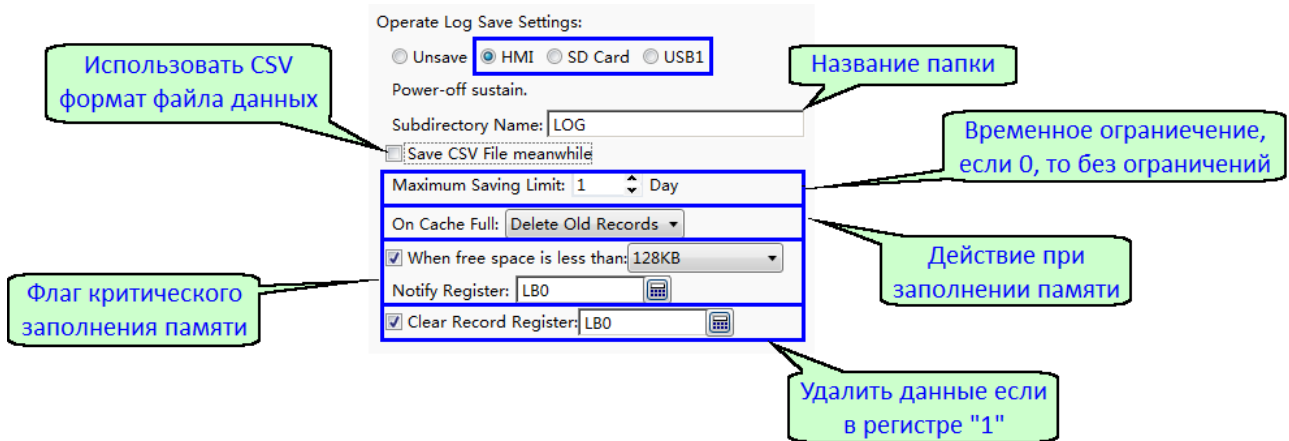 Operate Log Save Settings:
Unsave HMI SD Card USB1
Power-off sustain.
Subdirectory Name: LOG
Save CSV File meanwhile
Maximum Saving Limit: 1 Day
On Cache Full: Delete Old Records
When free space is less than: 128KB
Notify Register: LB0
Clear Record Register: LB0
Использовать CSV
формат файла данных
Название папки
Временное ограниечение,
если 0, то без ограничений
Действие при
заполнении памяти
Флаг критического
заполнения памяти
Удалить данные если
в регистре "1"